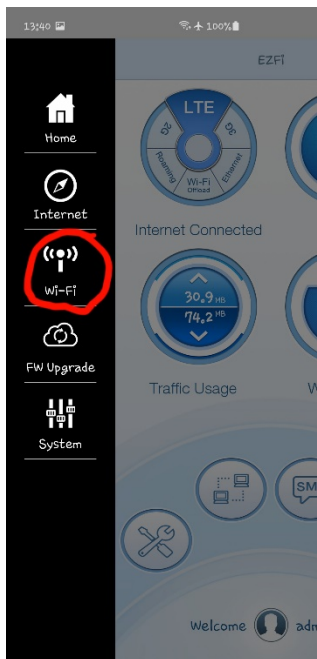 13:40
100%
EZFi
Home
Internet
Wi-Fi
FW Upgrade
System
LTE
2G
3G
Roaming
Wi-Fi
Offload
Ethernet
Internet Connected
30.9 MB
74.2 MB
Traffic Usage
W
SM
Welcome
adm